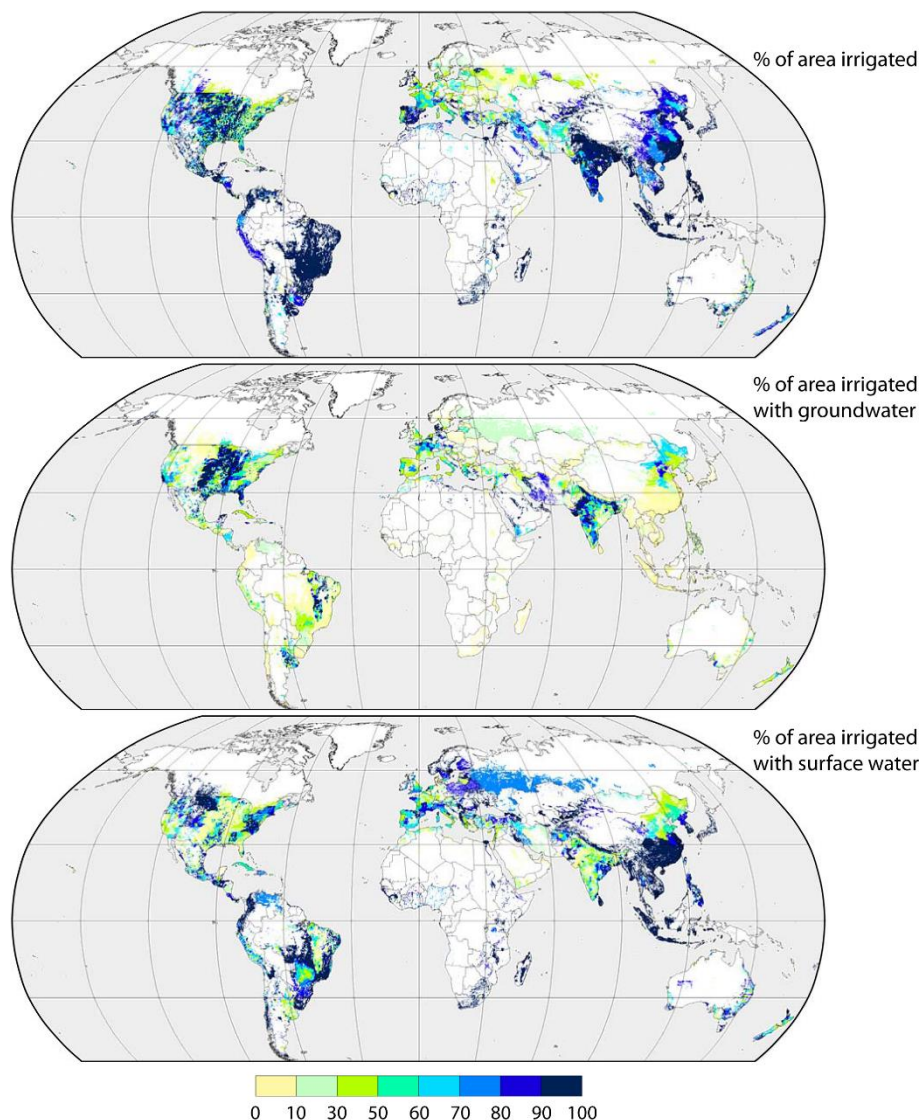 % of area irrigated
% of area irrigated
with groundwater
% of area irrigated
with surface water
0 10 30 50 60 70 80 90 100